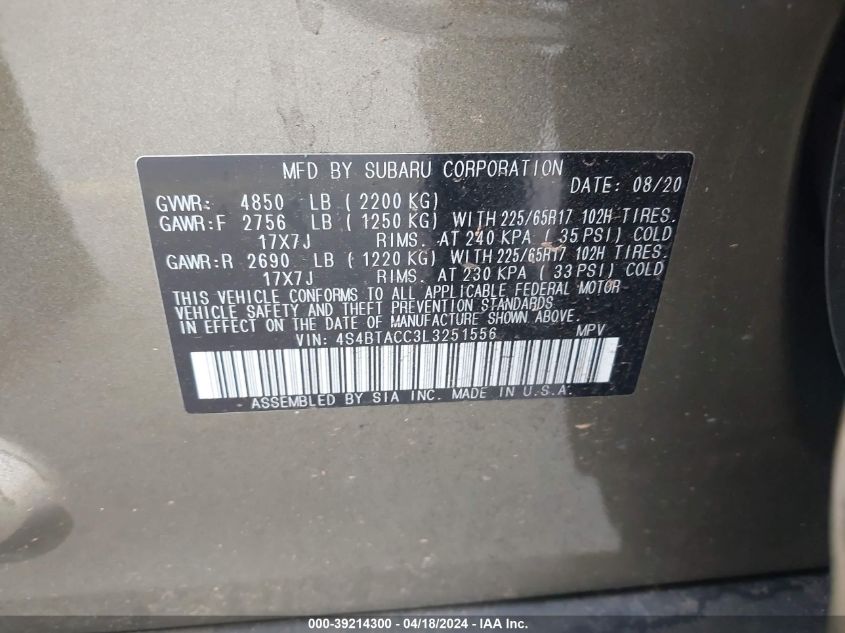 MFD BY SUBARU CORPORATION
DATE: 08/20
GVWR: 4850 LB ( 2200 KG)
GAWR:F 2756 LB ( 1250 KG) WITH 225/65R17 102H TIRES.
17X7J RIMS. AT 240 KPA ( 35 PSI) COLD
GAWR:R 2690 LB ( 1220 KG) WITH 225/65R17 102H TIRES.
17X7J RIMS. AT 230 KPA ( 33 PSI) COLD
THIS VEHICLE CONFORMS TO ALL APPLICABLE FEDERAL MOTOR
VEHICLE SAFETY AND THEFT PREVENTION STANDARDS
IN EFFECT ON THE DATE OF MANUFACTURE SHOWN ABOVE.
VIN: 4S4BTACC3L3251556 MPV
ASSEMBLED BY SIA INC. MADE IN U.S.A.
000-39214300 - 04/18/2024 - IAA Inc.